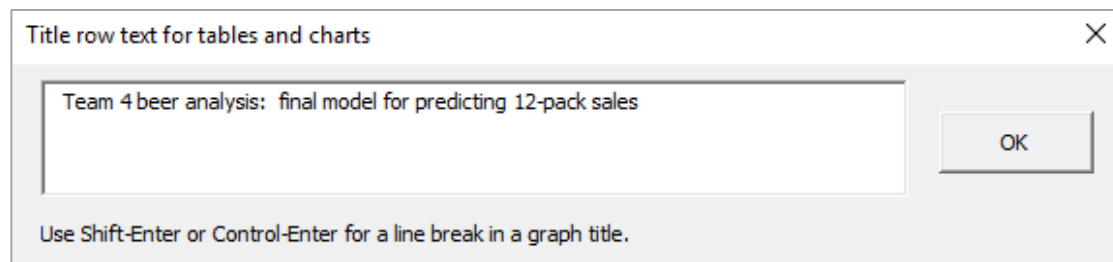 Title row text for tables and charts
Team 4 beer analysis:  final model for predicting 12-pack sales
OK
Use Shift-Enter or Control-Enter for a line break in a graph title.